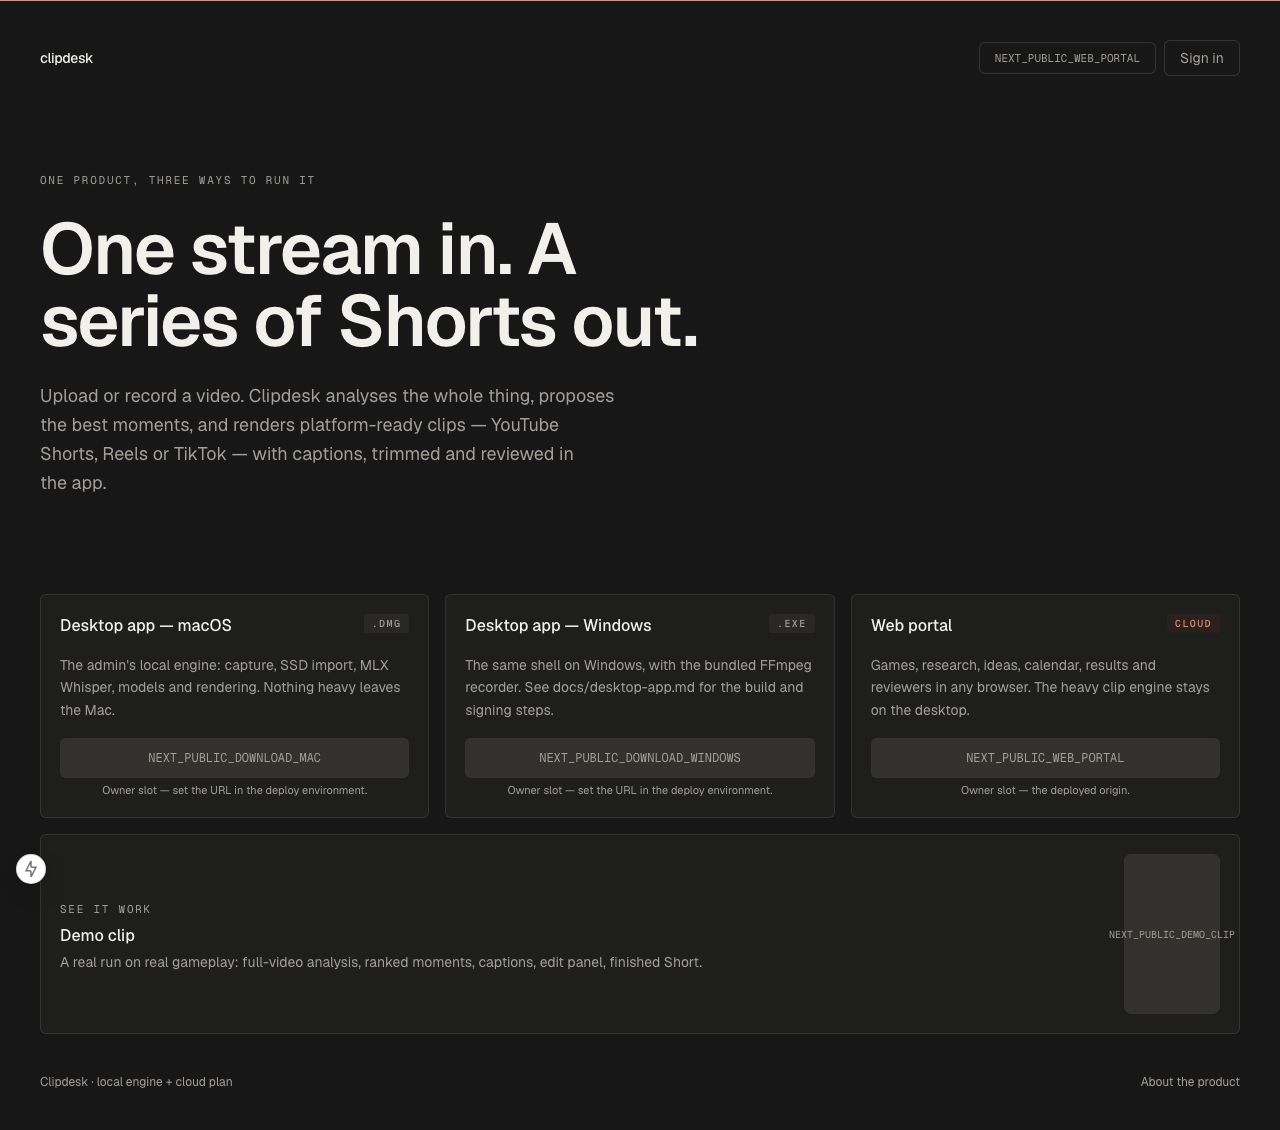 clipdesk
NEXT_PUBLIC_WEB_PORTAL
Sign in
ONE PRODUCT, THREE WAYS TO RUN IT
One stream in. A
series of Shorts out.
Upload or record a video. Clipdesk analyses the whole thing, proposes
the best moments, and renders platform-ready clips — YouTube
Shorts, Reels or TikTok — with captions, trimmed and reviewed in
the app.
Desktop app — macOS
.DMG
The admin's local engine: capture, SSD import, MLX
Whisper, models and rendering. Nothing heavy leaves
the Mac.
NEXT_PUBLIC_DOWNLOAD_MAC
Owner slot — set the URL in the deploy environment.
Desktop app — Windows
.EXE
The same shell on Windows, with the bundled FFmpeg
recorder. See docs/desktop-app.md for the build and
signing steps.
NEXT_PUBLIC_DOWNLOAD_WINDOWS
Owner slot — set the URL in the deploy environment.
Web portal
CLOUD
Games, research, ideas, calendar, results and
reviewers in any browser. The heavy clip engine stays
on the desktop.
NEXT_PUBLIC_WEB_PORTAL
Owner slot — the deployed origin.
SEE IT WORK
Demo clip
A real run on real gameplay: full-video analysis, ranked moments, captions, edit panel, finished Short.
NEXT_PUBLIC_DEMO_CLIP
Clipdesk · local engine + cloud plan
About the product